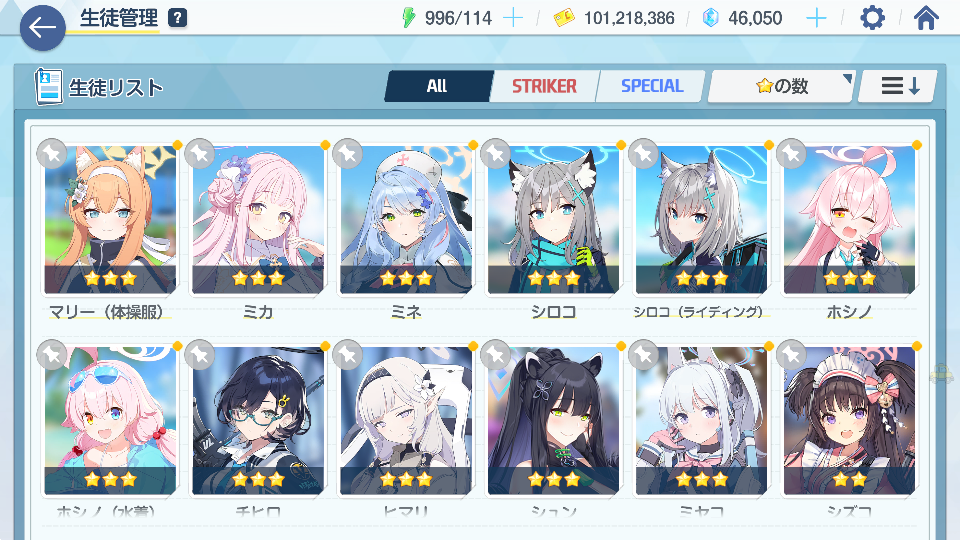 生徒管理 ?
996/114 101,218,386 46,050
生徒リスト
All STRIKER SPECIAL ★の数
マリー（体操服） ミカ ミネ シロコ シロコ（ライディング） ホシノ
ホシノ（水着） チヒロ ヒマリ シュン ミヤコ シズコ